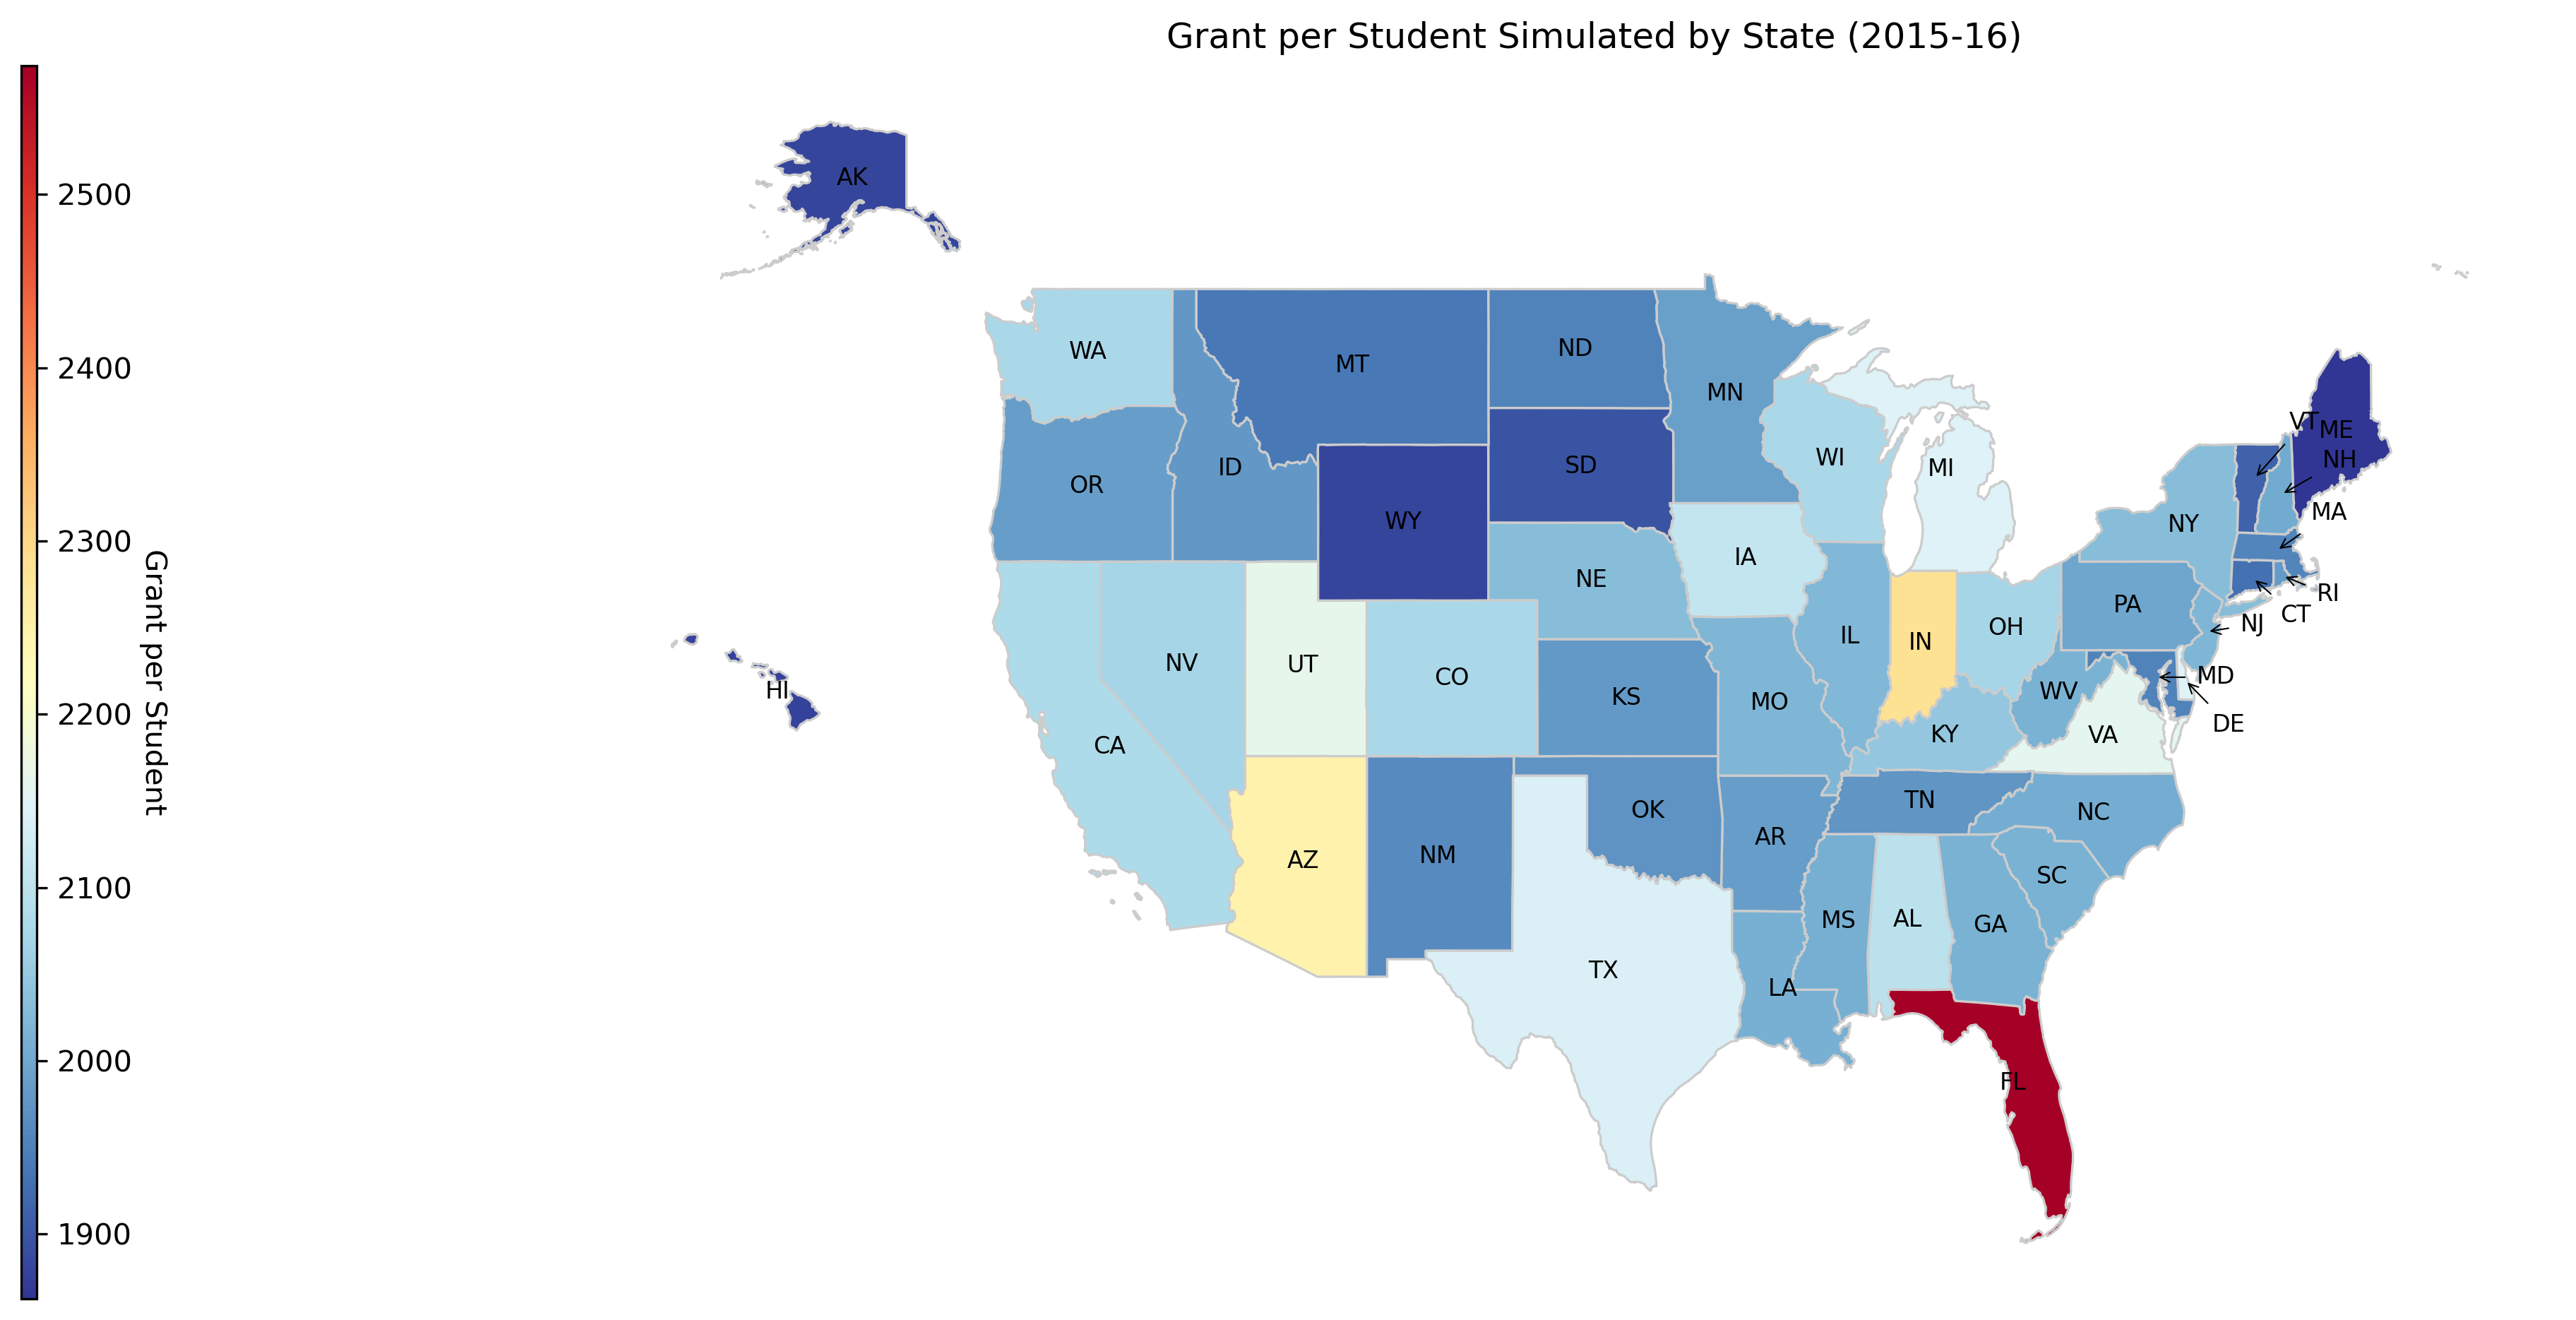 Grant per Student Simulated by State (2015-16)
2500
2400
2300
2200
2100
2000
1900
Grant per Student
AK
HI
WA
MT
ND
MN
OR
ID
WY
SD
WI
MI
VT
ME
NH
MA
NY
RI
CT
NJ
PA
IA
NE
IL
IN
OH
MD
DE
WV
VA
KY
NV
UT
CO
KS
MO
CA
AZ
NM
OK
AR
TN
NC
SC
MS
AL
GA
LA
TX
FL